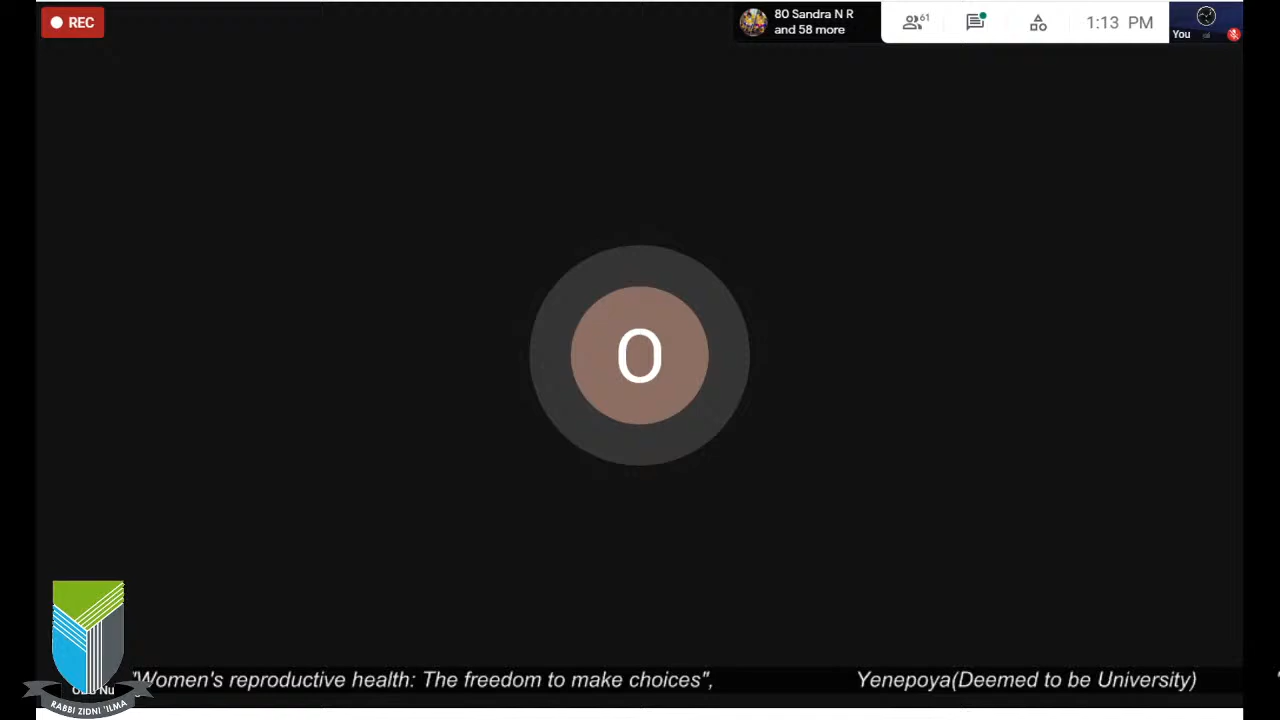 REC
80 Sandra N R
and 58 more
61
1:13 PM
You
O
"Women's reproductive health: The freedom to make choices", Yenepoya(Deemed to be University)
Nu
RABBI ZIDNI 'ILMA